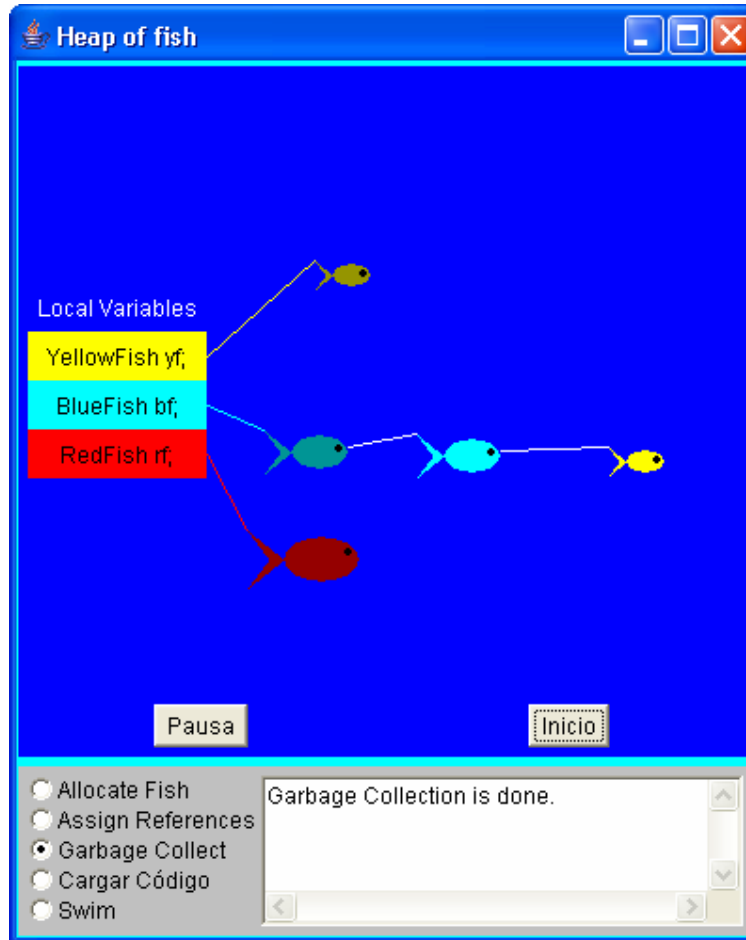 Heap of fish
Local Variables
YellowFish yf;
BlueFish bf;
RedFish rf;
Pausa
Inicio
Allocate Fish
Assign References
Garbage Collect
Cargar Código
Swim
Garbage Collection is done.